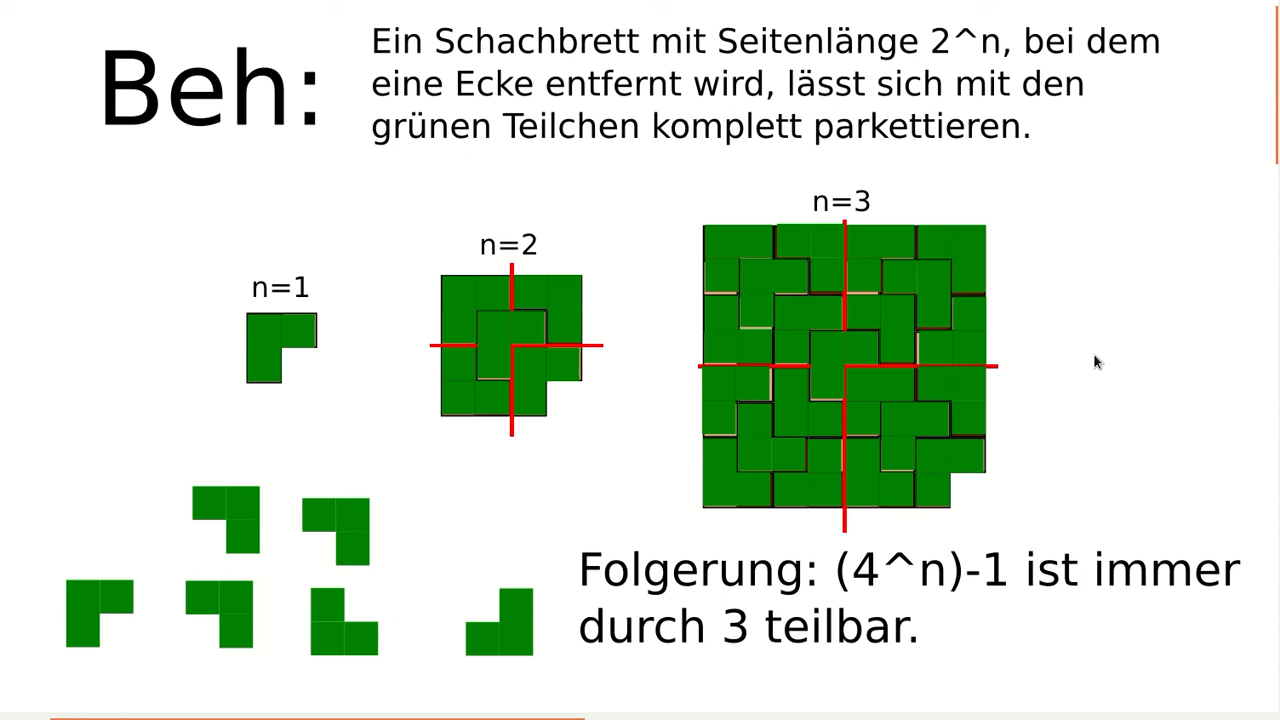 Beh:
Ein Schachbrett mit Seitenlänge 2^n, bei dem
eine Ecke entfernt wird, lässt sich mit den
grünen Teilchen komplett parkettieren.
n=1
n=2
n=3
Folgerung: (4^n)-1 ist immer
durch 3 teilbar.